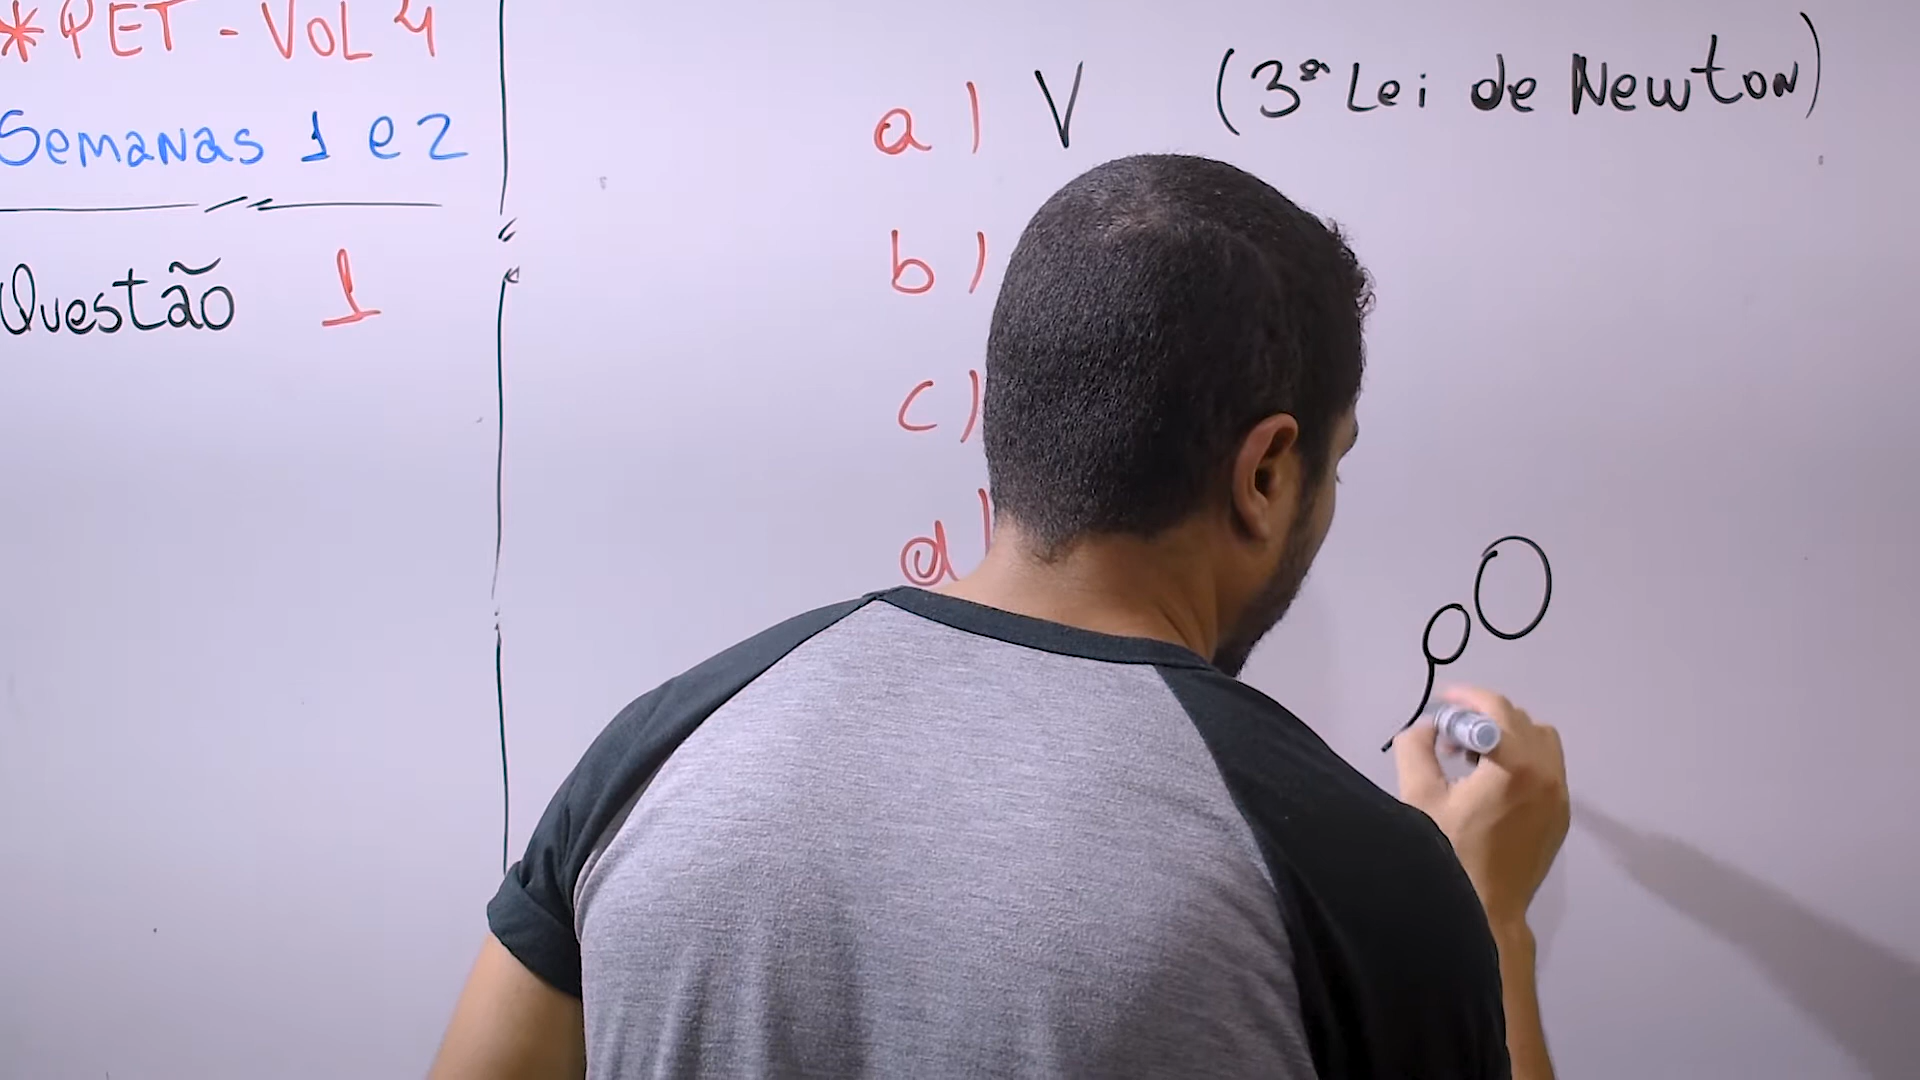 *PET - VOL 4
Semanas 1 e 2
Questão 1
a) V (3ª Lei de Newton)
b)
c)
d)